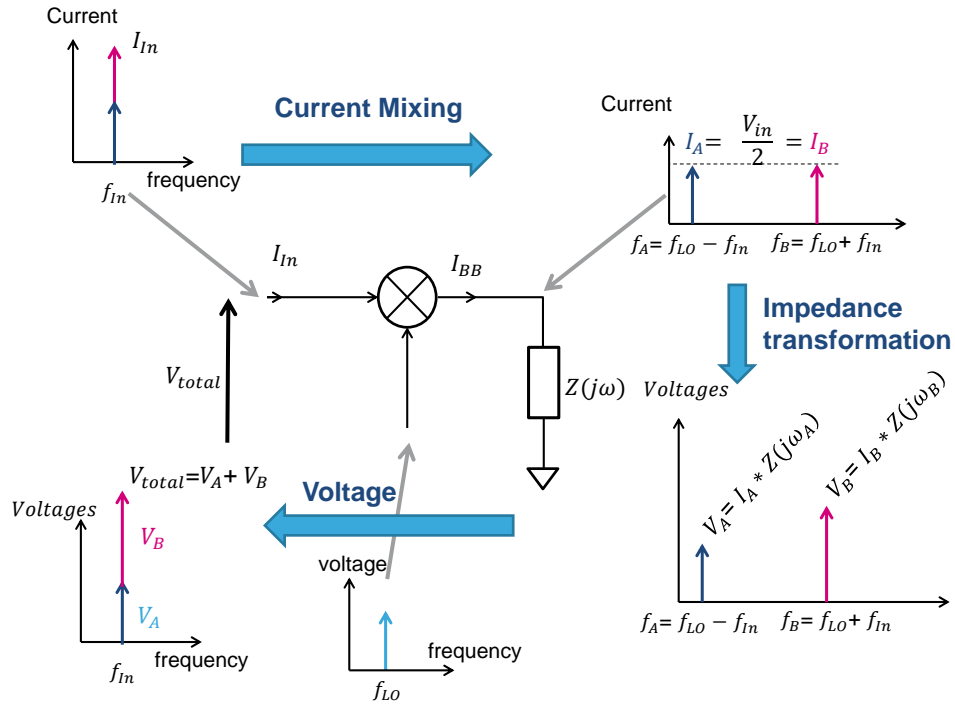 Current
I_In
frequency
f_In
Current Mixing
Current
I_A = V_in/2 = I_B
f_A= f_LO − f_In
f_B= f_LO + f_In
I_In
I_BB
Impedance
transformation
V_total
Z(jω)
Voltages
V_A= I_A * Z(jω_A)
V_B= I_B * Z(jω_B)
f_A= f_LO − f_In
f_B= f_LO + f_In
V_total=V_A+ V_B
Voltage
Voltages
V_B
V_A
frequency
f_In
voltage
frequency
f_LO